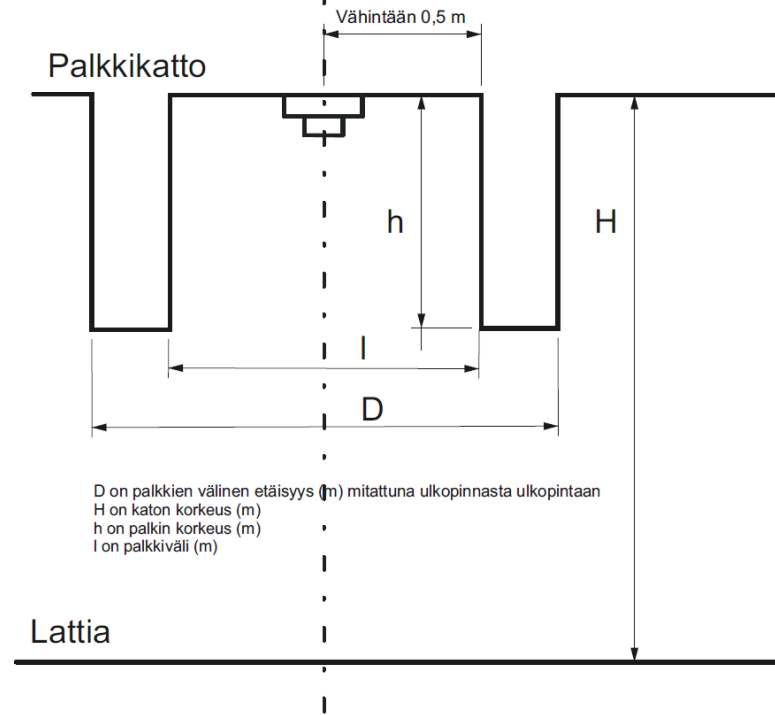 Vähintään 0,5 m
Palkkikatto
h
H
l
D
D on palkkien välinen etäisyys (m) mitattuna ulkopinnasta ulkopintaan
H on katon korkeus (m)
h on palkin korkeus (m)
l on palkkiväli (m)
Lattia